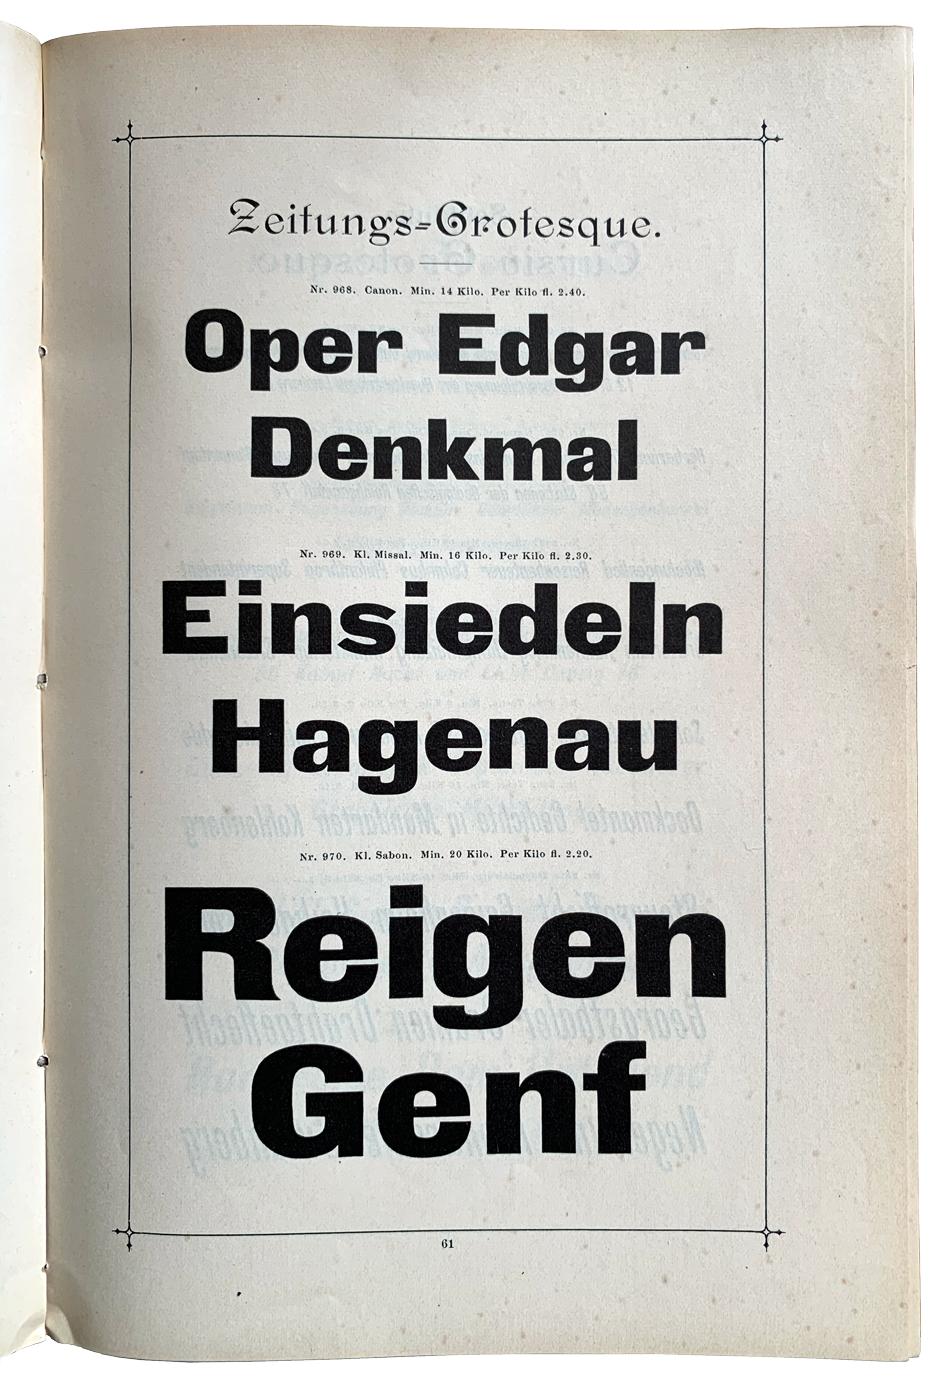 Zeitungs-Grotesque.
Nr. 968. Canon. Min. 14 Kilo. Per Kilo fl. 2.40.
Oper Edgar
Denkmal
Nr. 969. Kl. Missal. Min. 16 Kilo. Per Kilo fl. 2.30.
Einsiedeln
Hagenau
Nr. 970. Kl. Sabon. Min. 20 Kilo. Per Kilo fl. 2.20.
Reigen
Genf
61